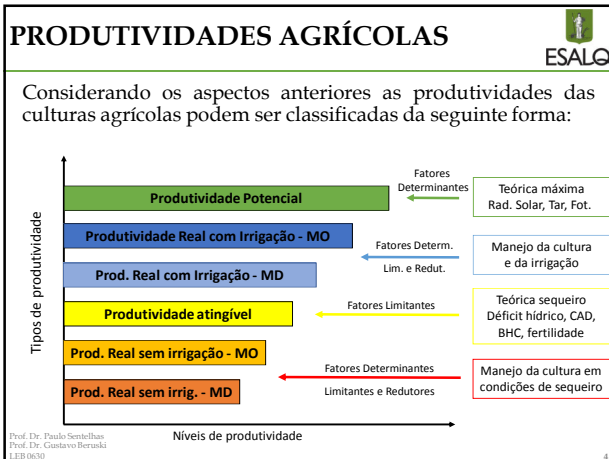 PRODUTIVIDADES AGRÍCOLAS
ESALQ
Considerando os aspectos anteriores as produtividades das
culturas agrícolas podem ser classificadas da seguinte forma:
Tipos de produtividade
Produtividade Potencial
Fatores
Determinantes
Teórica máxima
Rad. Solar, Tar, Fot.
Produtividade Real com Irrigação - MO
Prod. Real com Irrigação - MD
Fatores Determ.
Lim. e Redut.
Manejo da cultura
e da irrigação
Produtividade atingível
Fatores Limitantes
Teórica sequeiro
Déficit hídrico, CAD,
BHC, fertilidade
Prod. Real sem irrigação - MO
Prod. Real sem irrig. - MD
Fatores Determinantes
Limitantes e Redutores
Manejo da cultura em
condições de sequeiro
Níveis de produtividade
Prof. Dr. Paulo Sentelhas
Prof. Dr. Gustavo Beruski
LEB 0630
4